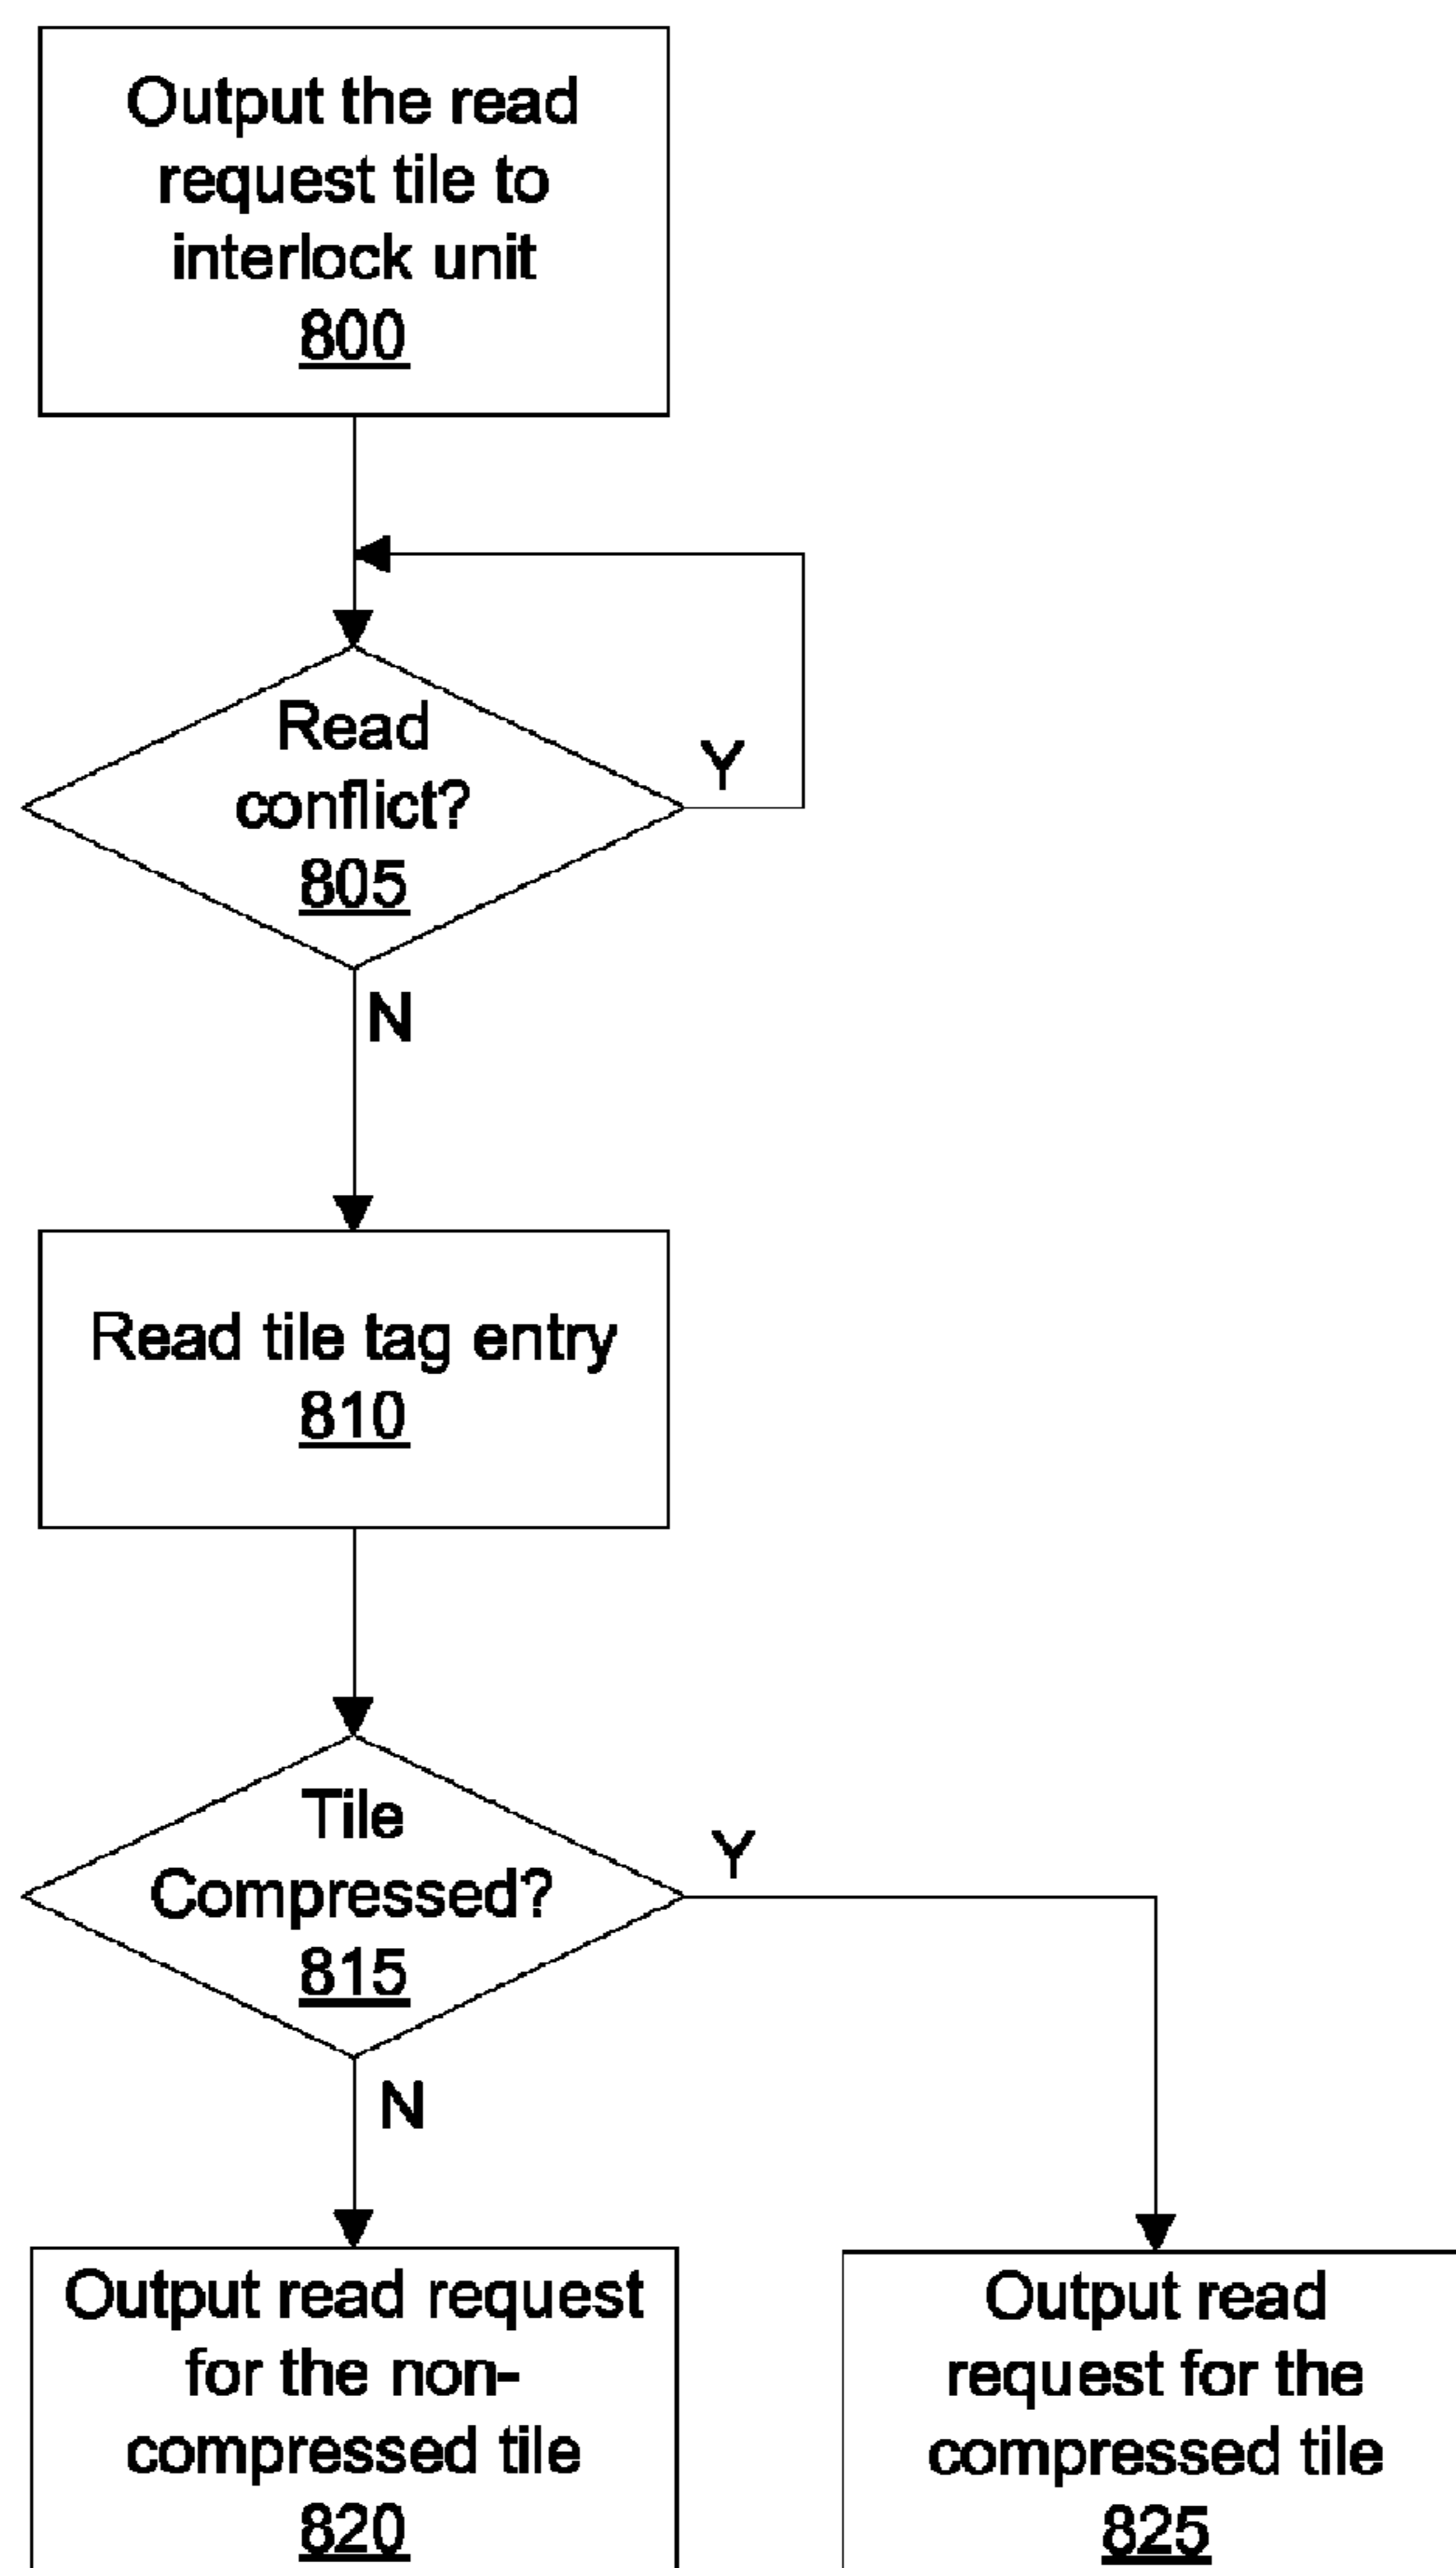 Output the read
request tile to
interlock unit
800
Read
conflict?
805
Y
N
Read tile tag entry
810
Tile
Compressed?
815
Y
N
Output read request
for the non-
compressed tile
820
Output read
request for the
compressed tile
825